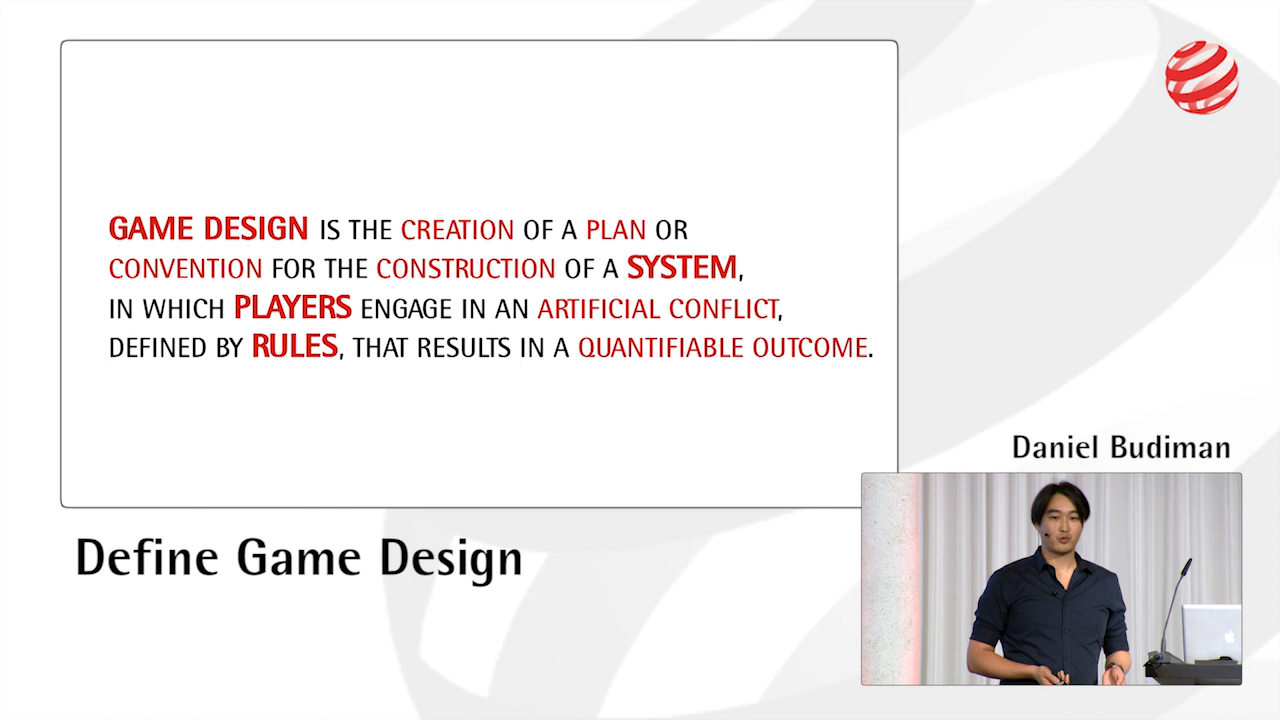 GAME DESIGN IS THE CREATION OF A PLAN OR
CONVENTION FOR THE CONSTRUCTION OF A SYSTEM,
IN WHICH PLAYERS ENGAGE IN AN ARTIFICIAL CONFLICT,
DEFINED BY RULES, THAT RESULTS IN A QUANTIFIABLE OUTCOME.
Daniel Budiman
Define Game Design